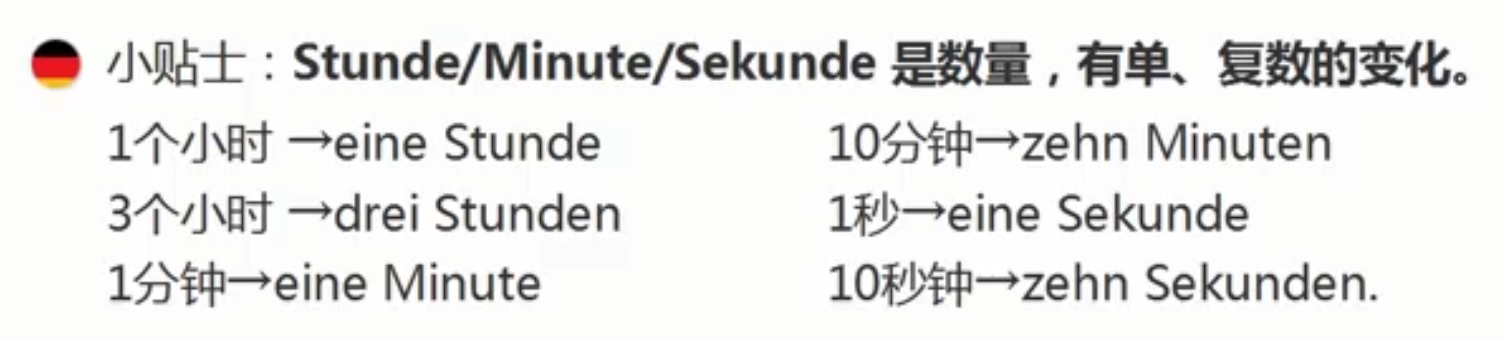 小贴士：Stunde/Minute/Sekunde 是数量，有单、复数的变化。
1个小时 →eine Stunde
3个小时 →drei Stunden
1分钟→eine Minute
10分钟→zehn Minuten
1秒→eine Sekunde
10秒钟→zehn Sekunden.